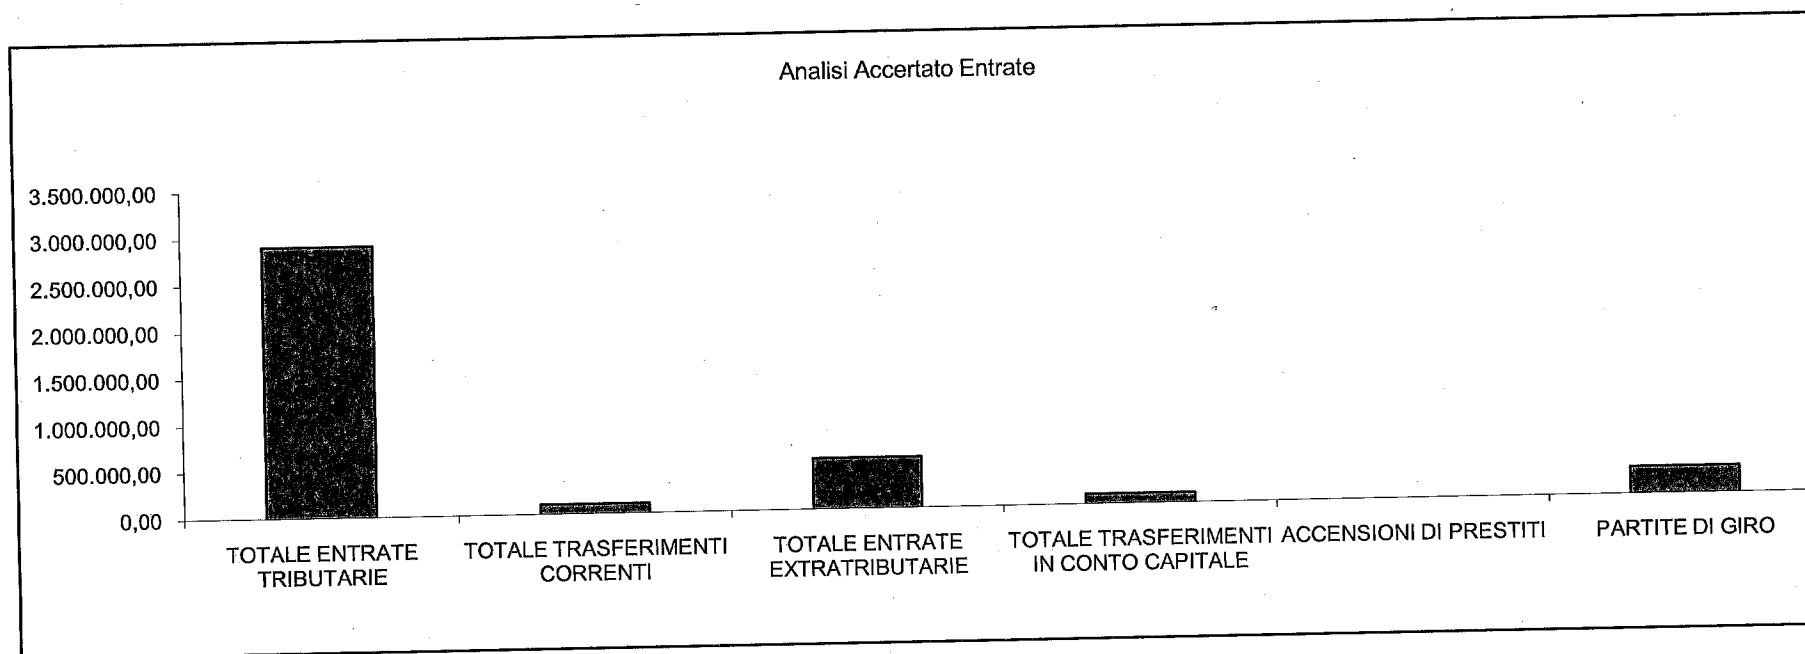 Analisi Accertato Entrate
3.500.000,00
3.000.000,00
2.500.000,00
2.000.000,00
1.500.000,00
1.000.000,00
500.000,00
0,00
TOTALE ENTRATE
TRIBUTARIE
TOTALE TRASFERIMENTI
CORRENTI
TOTALE ENTRATE
EXTRATRIBUTARIE
TOTALE TRASFERIMENTI
IN CONTO CAPITALE
ACCENSIONI DI PRESTITI
PARTITE DI GIRO